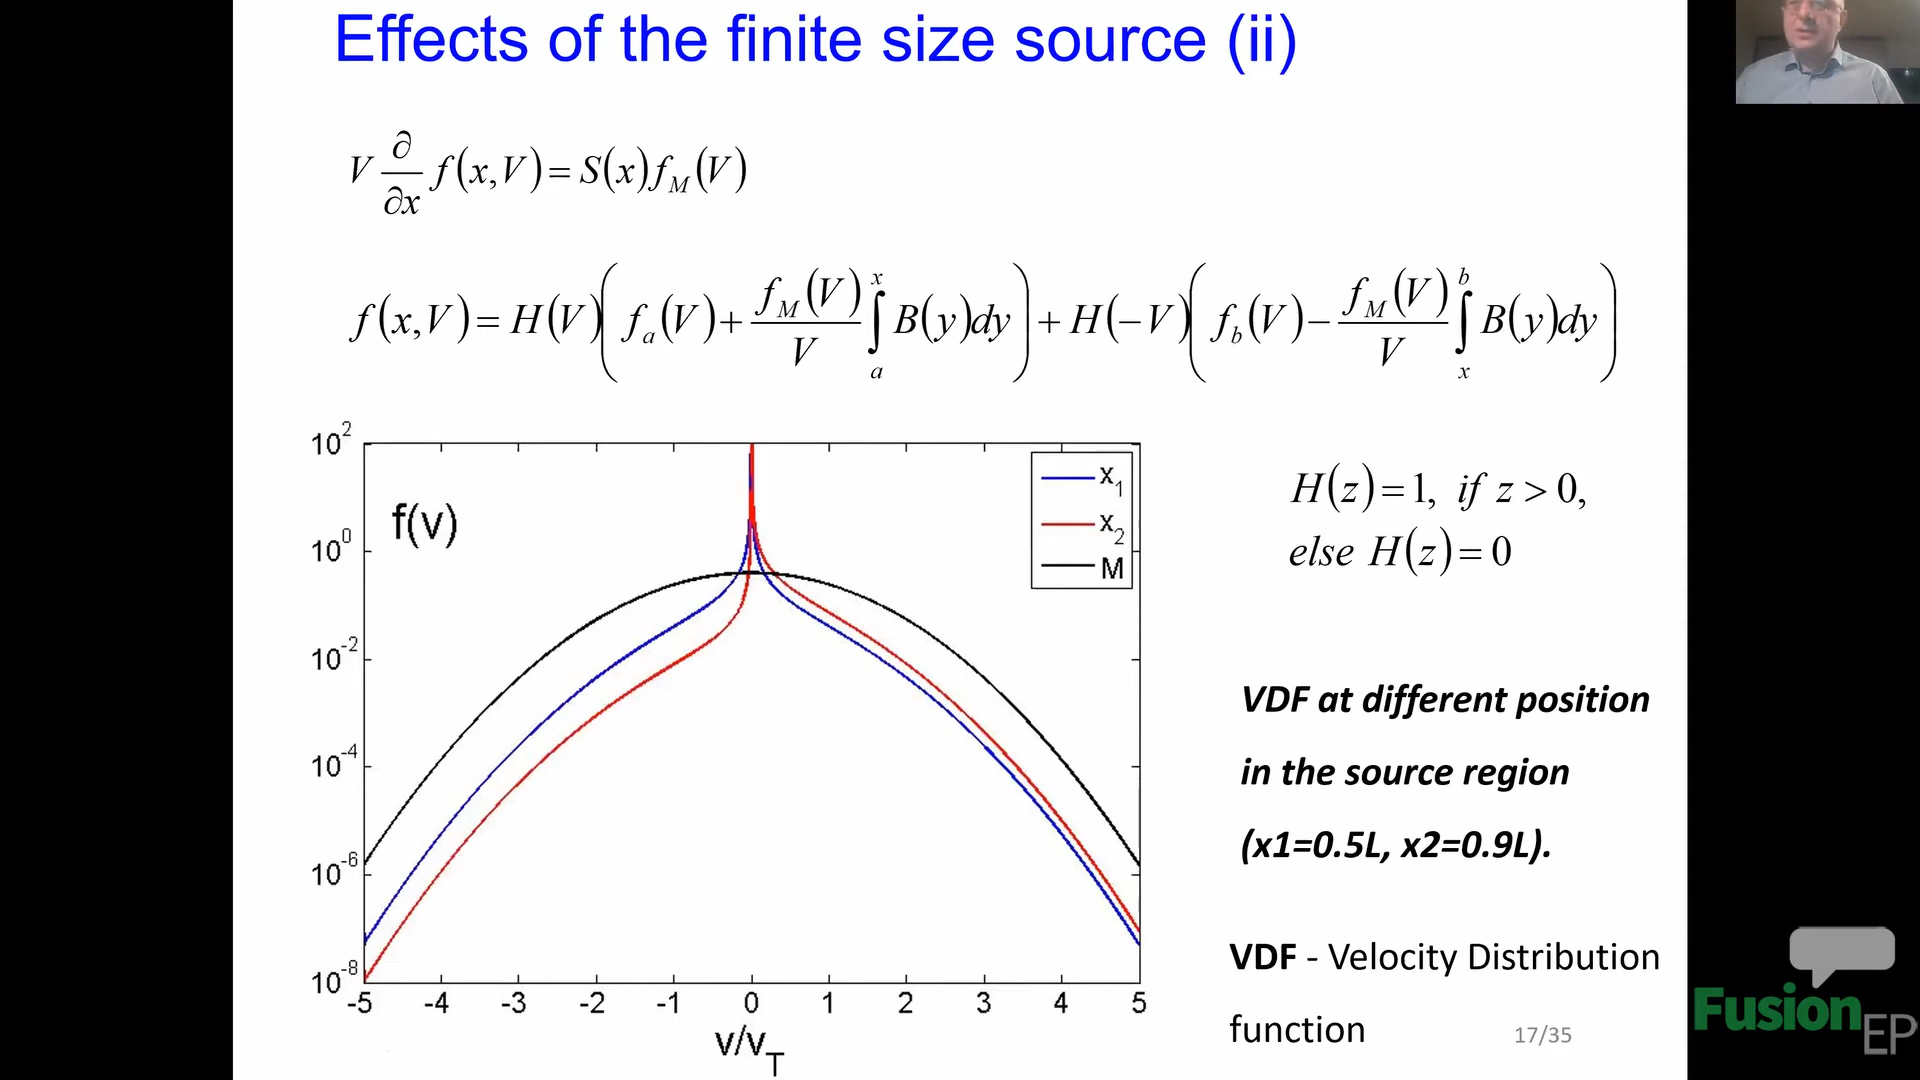 Effects of the finite size source (ii)
V ∂/∂x f(x,V) = S(x) f_M(V)
f(x,V) = H(V)( f_a(V) + f_M(V)/V ∫_a^x B(y)dy ) + H(−V)( f_b(V) − f_M(V)/V ∫_x^b B(y)dy )
10^2
10^0
10^-2
10^-4
10^-6
10^-8
f(v)
x_1
x_2
M
-5 -4 -3 -2 -1 0 1 2 3 4 5
v/v_T
H(z) = 1, if z > 0,
else H(z) = 0
VDF at different position
in the source region
(x1=0.5L, x2=0.9L).
VDF - Velocity Distribution
function
17/35
FusionEP